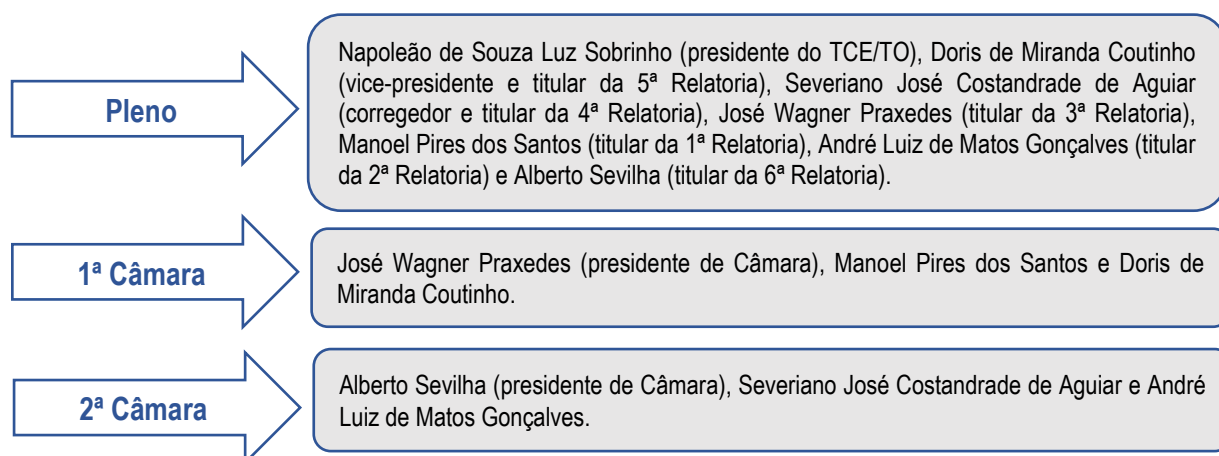 Pleno
Napoleão de Souza Luz Sobrinho (presidente do TCE/TO), Doris de Miranda Coutinho
(vice-presidente e titular da 5ª Relatoria), Severiano José Costandrade de Aguiar
(corregedor e titular da 4ª Relatoria), José Wagner Praxedes (titular da 3ª Relatoria),
Manoel Pires dos Santos (titular da 1ª Relatoria), André Luiz de Matos Gonçalves (titular
da 2ª Relatoria) e Alberto Sevilha (titular da 6ª Relatoria).
1ª Câmara
José Wagner Praxedes (presidente de Câmara), Manoel Pires dos Santos e Doris de
Miranda Coutinho.
2ª Câmara
Alberto Sevilha (presidente de Câmara), Severiano José Costandrade de Aguiar e André
Luiz de Matos Gonçalves.